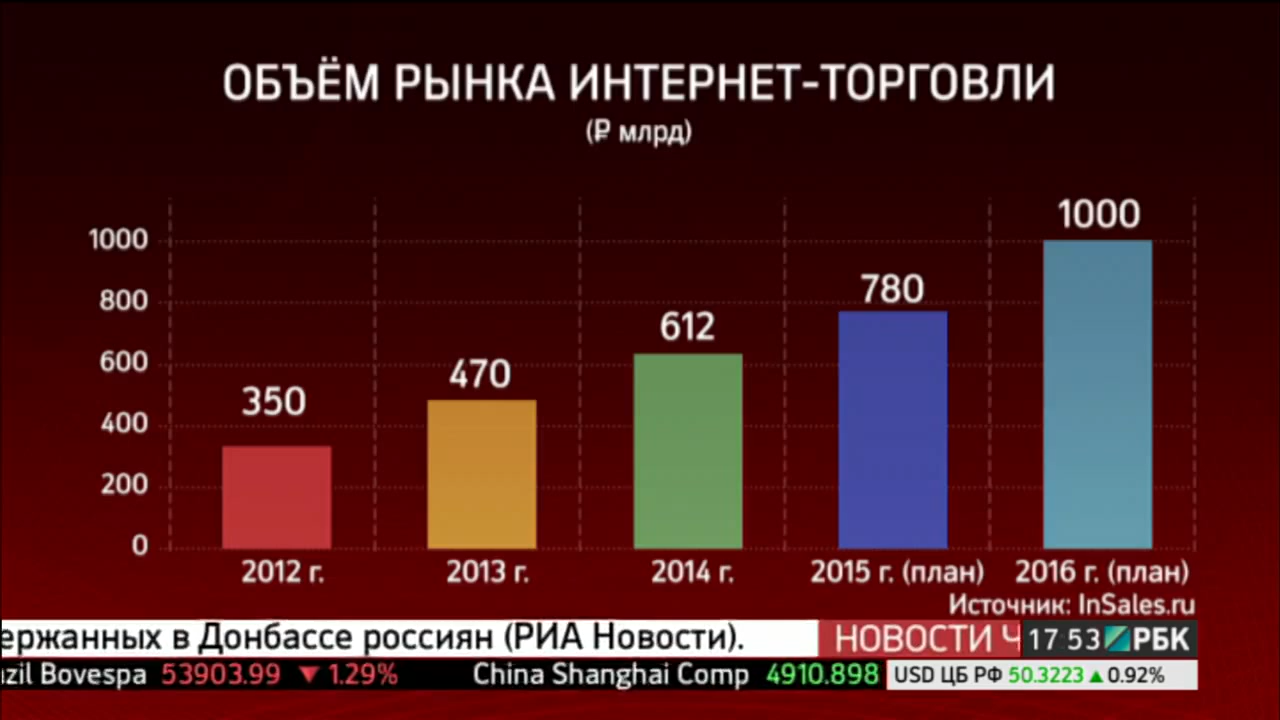 ОБЪЁМ РЫНКА ИНТЕРНЕТ-ТОРГОВЛИ
(₽ млрд)
1000
800
600
400
200
0
350
470
612
780
1000
2012 г.
2013 г.
2014 г.
2015 г. (план)
2016 г. (план)
Источник: InSales.ru
ержанных в Донбассе россиян (РИА Новости).
НОВОСТИ Ч
17 53 РБК
zil Bovespa 53903.99 ▼ 1.29% China Shanghai Comp 4910.898
USD ЦБ РФ 50.3223 ▲ 0.92%